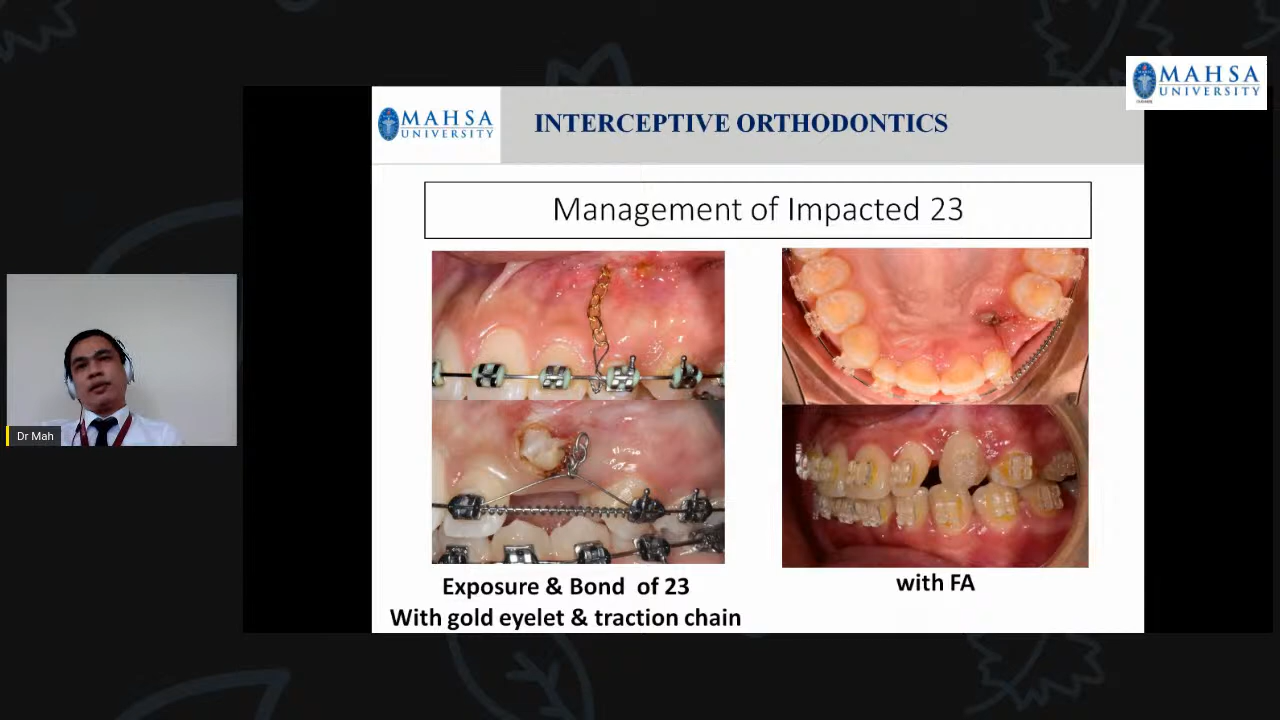 MAHSA
UNIVERSITY
MAHSA
UNIVERSITY
INTERCEPTIVE ORTHODONTICS
Management of Impacted 23
Dr Mah
Exposure & Bond of 23
With gold eyelet & traction chain
with FA